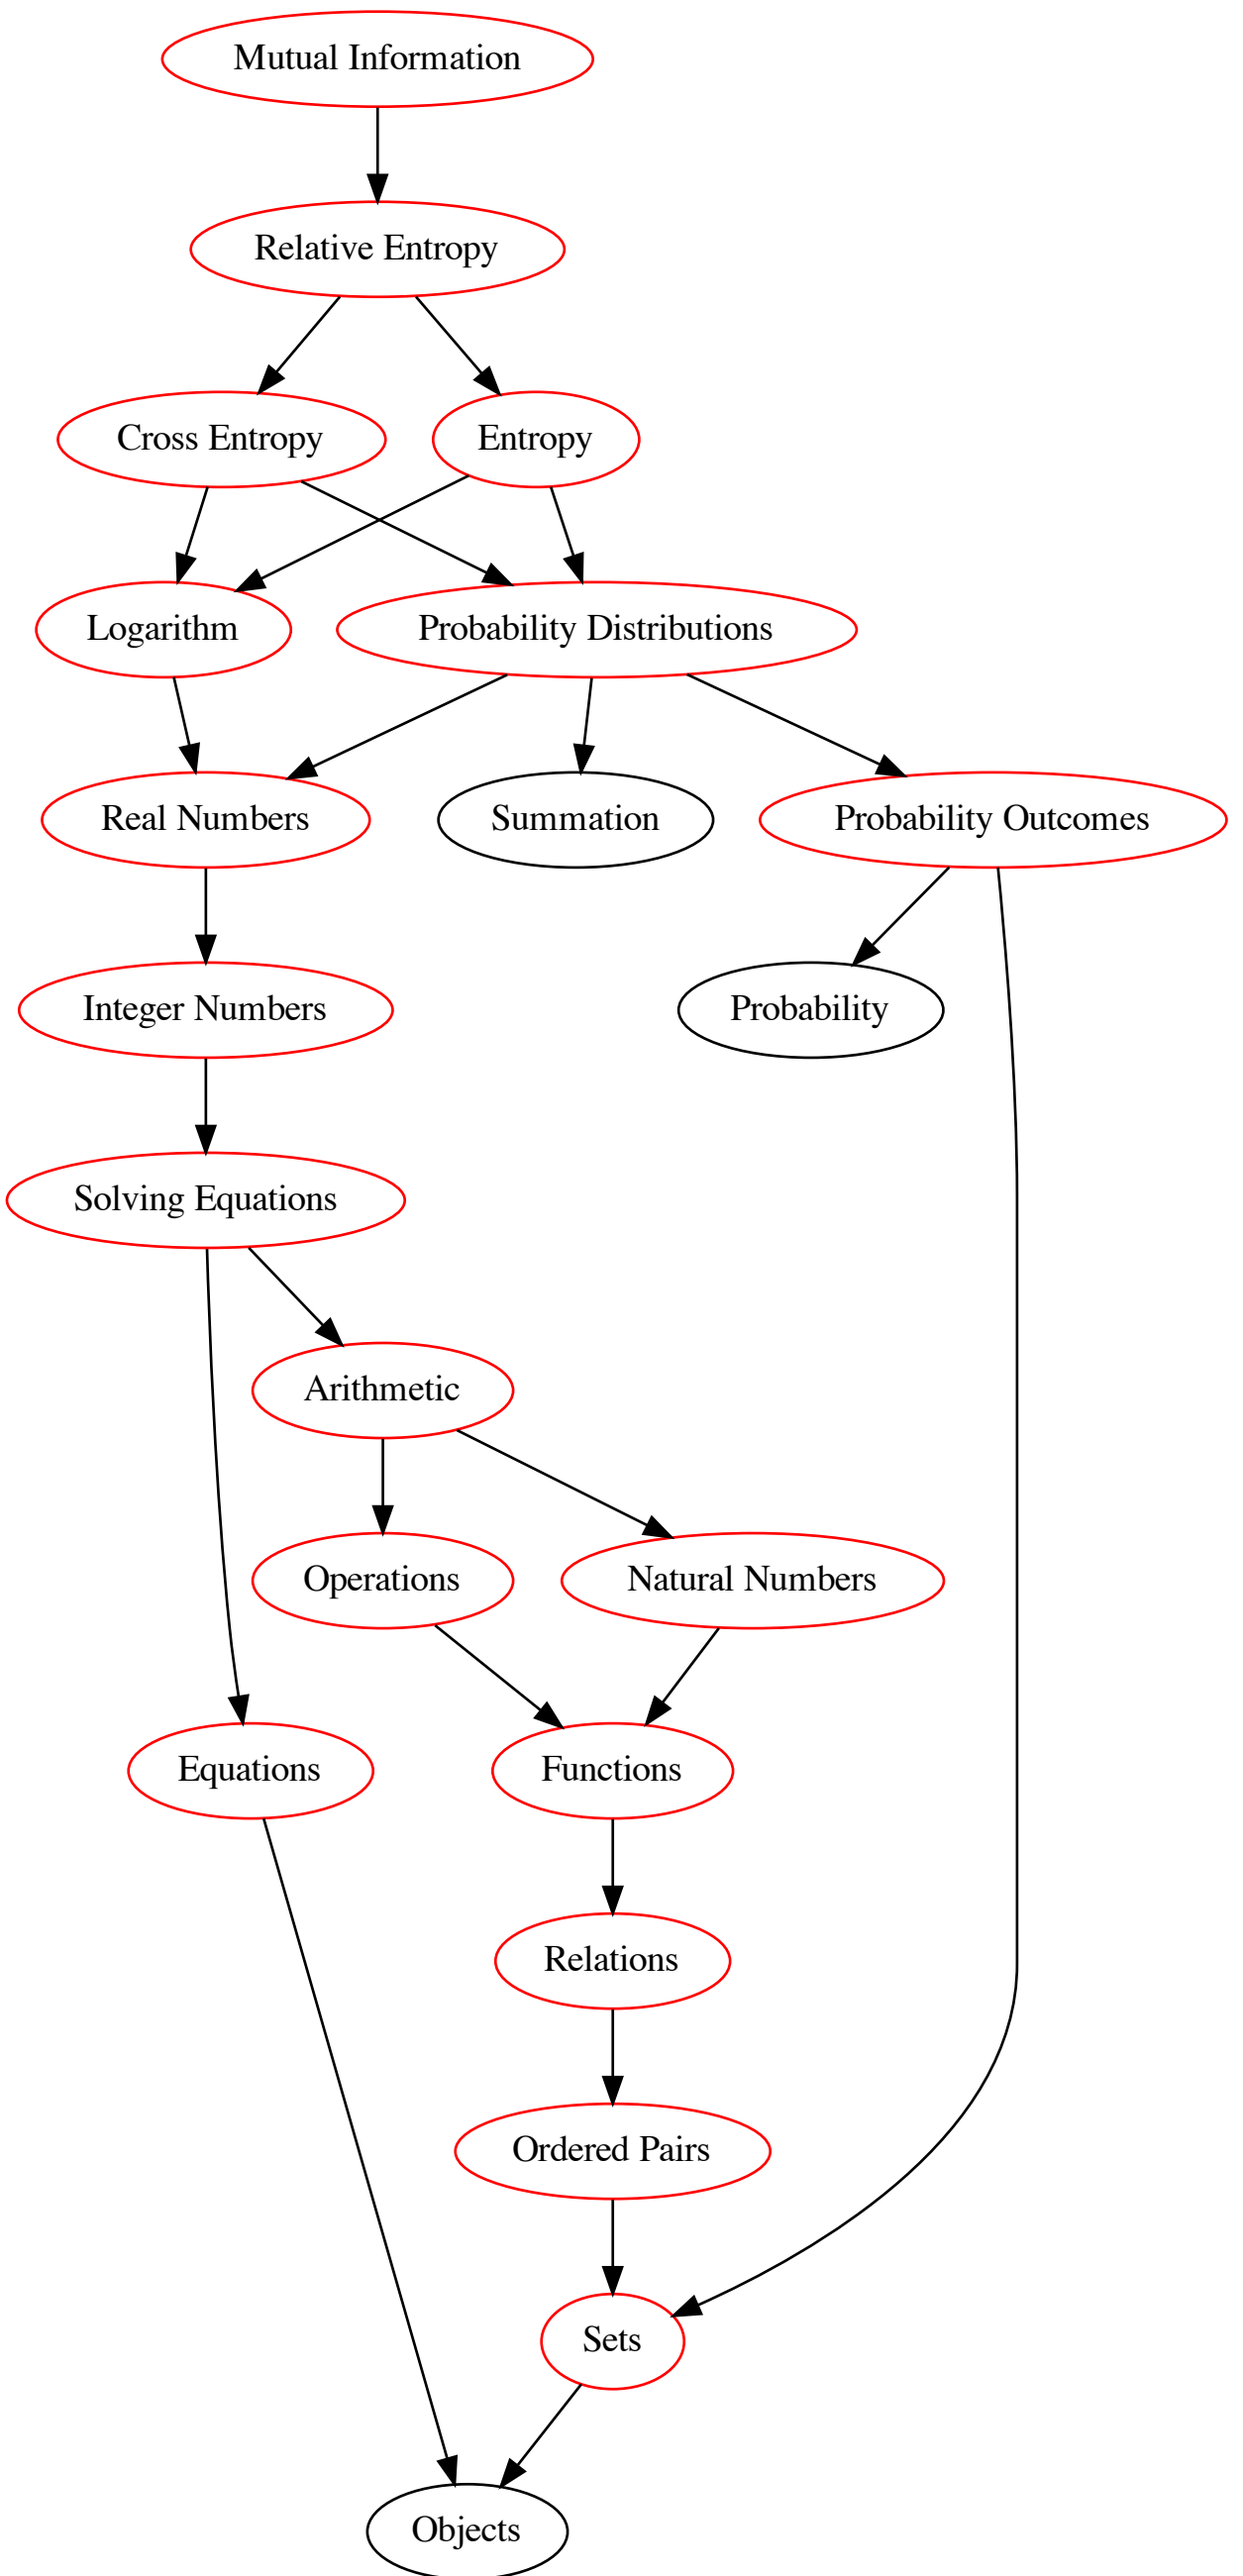 Mutual Information
Relative Entropy
Cross Entropy
Entropy
Logarithm
Probability Distributions
Real Numbers
Summation
Probability Outcomes
Integer Numbers
Probability
Solving Equations
Arithmetic
Operations
Natural Numbers
Equations
Functions
Relations
Ordered Pairs
Sets
Objects